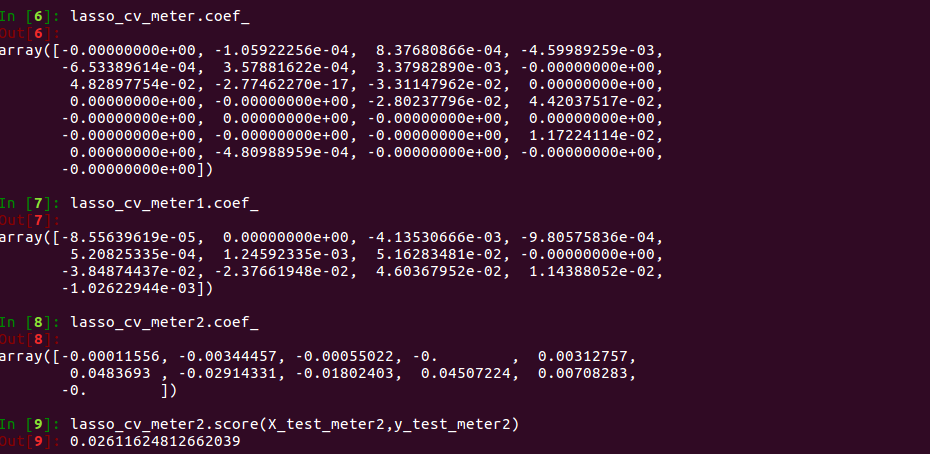 In [6]: lasso_cv_meter.coef_
Out[6]:
array([-0.00000000e+00, -1.05922256e-04,  8.37680866e-04, -4.59989259e-03,
       -6.53389614e-04,  3.57881622e-04,  3.37982890e-03, -0.00000000e+00,
        4.82897754e-02, -2.77462270e-17, -3.31147962e-02,  0.00000000e+00,
        0.00000000e+00, -0.00000000e+00, -2.80237796e-02,  4.42037517e-02,
       -0.00000000e+00,  0.00000000e+00, -0.00000000e+00,  0.00000000e+00,
       -0.00000000e+00, -0.00000000e+00, -0.00000000e+00,  1.17224114e-02,
        0.00000000e+00, -4.80988959e-04, -0.00000000e+00, -0.00000000e+00,
       -0.00000000e+00])
In [7]: lasso_cv_meter1.coef_
Out[7]:
array([-8.55639619e-05,  0.00000000e+00, -4.13530666e-03, -9.80575836e-04,
        5.20825335e-04,  1.24592335e-03,  5.16283481e-02, -0.00000000e+00,
       -3.84874437e-02, -2.37661948e-02,  4.60367952e-02,  1.14388052e-02,
       -1.02622944e-03])
In [8]: lasso_cv_meter2.coef_
Out[8]:
array([-0.00011556, -0.00344457, -0.00055022, -0.        ,  0.00312757,
        0.0483693 , -0.02914331, -0.01802403,  0.04507224,  0.00708283,
       -0.        ])
In [9]: lasso_cv_meter2.score(X_test_meter2,y_test_meter2)
Out[9]: 0.02611624812662039